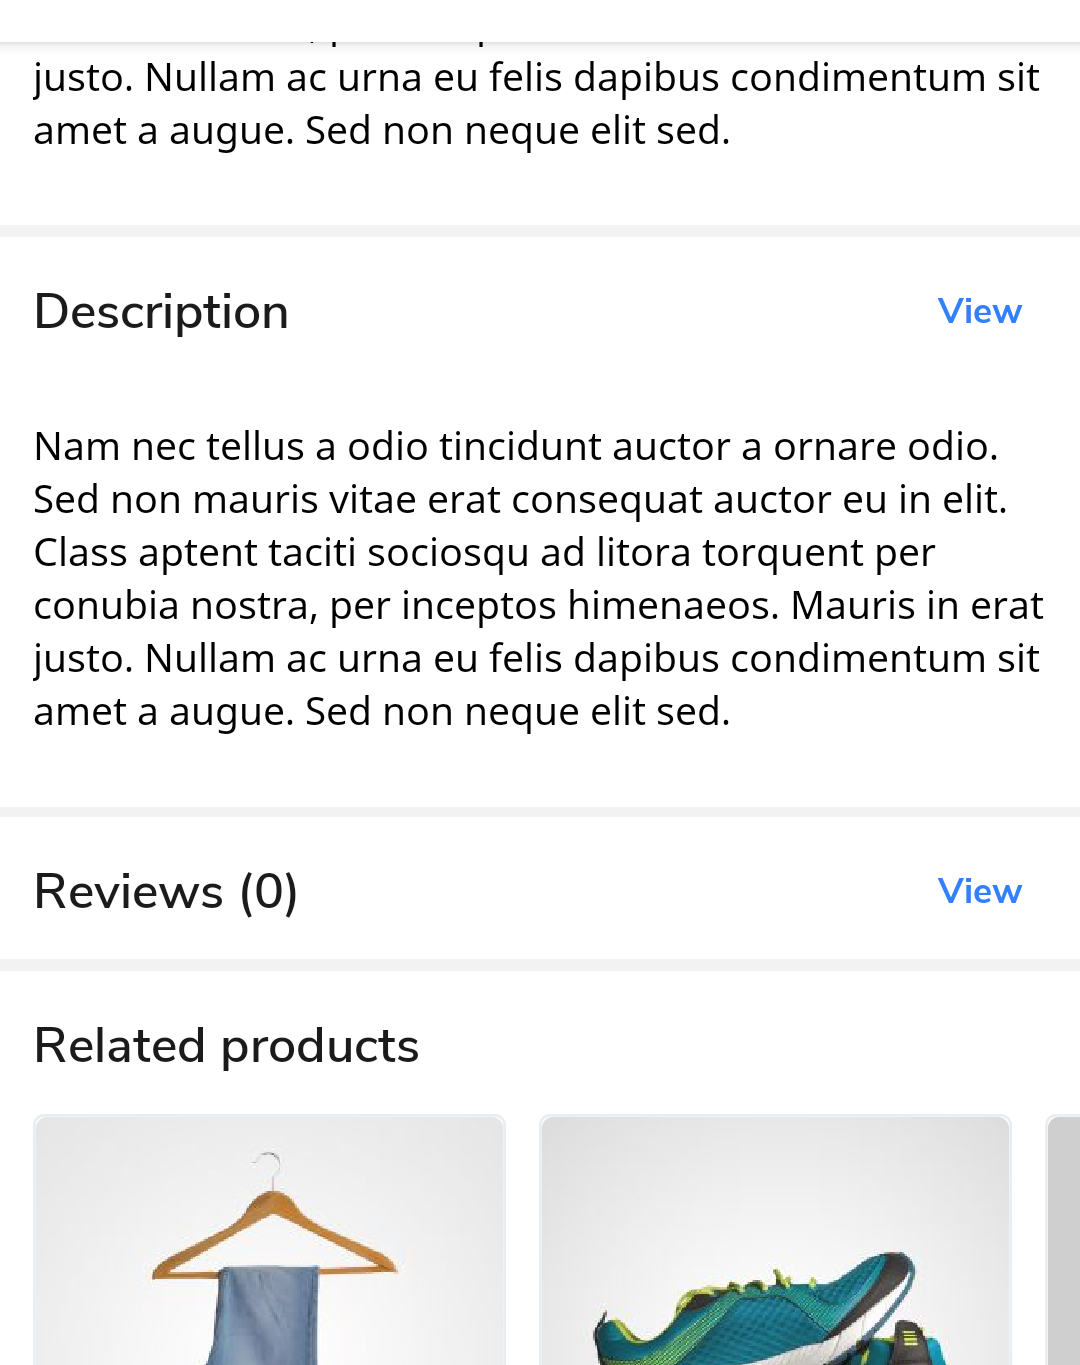 justo. Nullam ac urna eu felis dapibus condimentum sit
amet a augue. Sed non neque elit sed.
Description
View
Nam nec tellus a odio tincidunt auctor a ornare odio.
Sed non mauris vitae erat consequat auctor eu in elit.
Class aptent taciti sociosqu ad litora torquent per
conubia nostra, per inceptos himenaeos. Mauris in erat
justo. Nullam ac urna eu felis dapibus condimentum sit
amet a augue. Sed non neque elit sed.
Reviews (0)
View
Related products